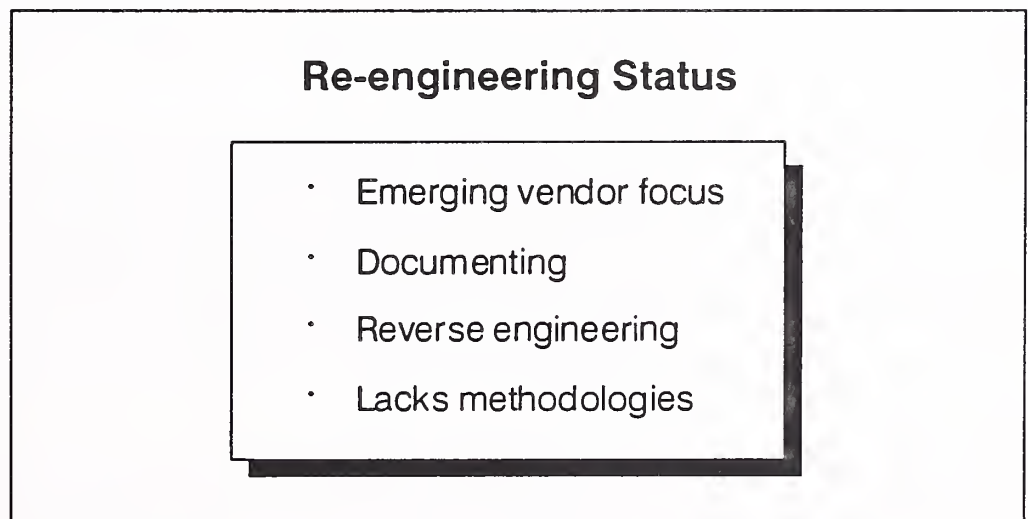 Re-engineering Status
· Emerging vendor focus
· Documenting
· Reverse engineering
· Lacks methodologies